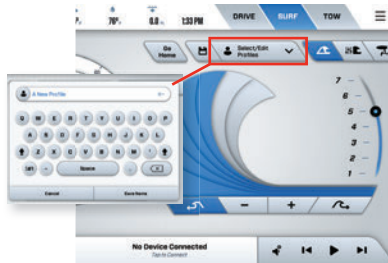 76° 0.0 1:33 PM DRIVE SURF TOW
Go Home
Select/Edit Profiles
A New Profile
Q W E R T Y U I O P
A S D F G H J K L
Z X C V B N M
Space
Cancel Save Name
7
6
5
4
3
2
1
- +
No Device Connected
Tap to Connect